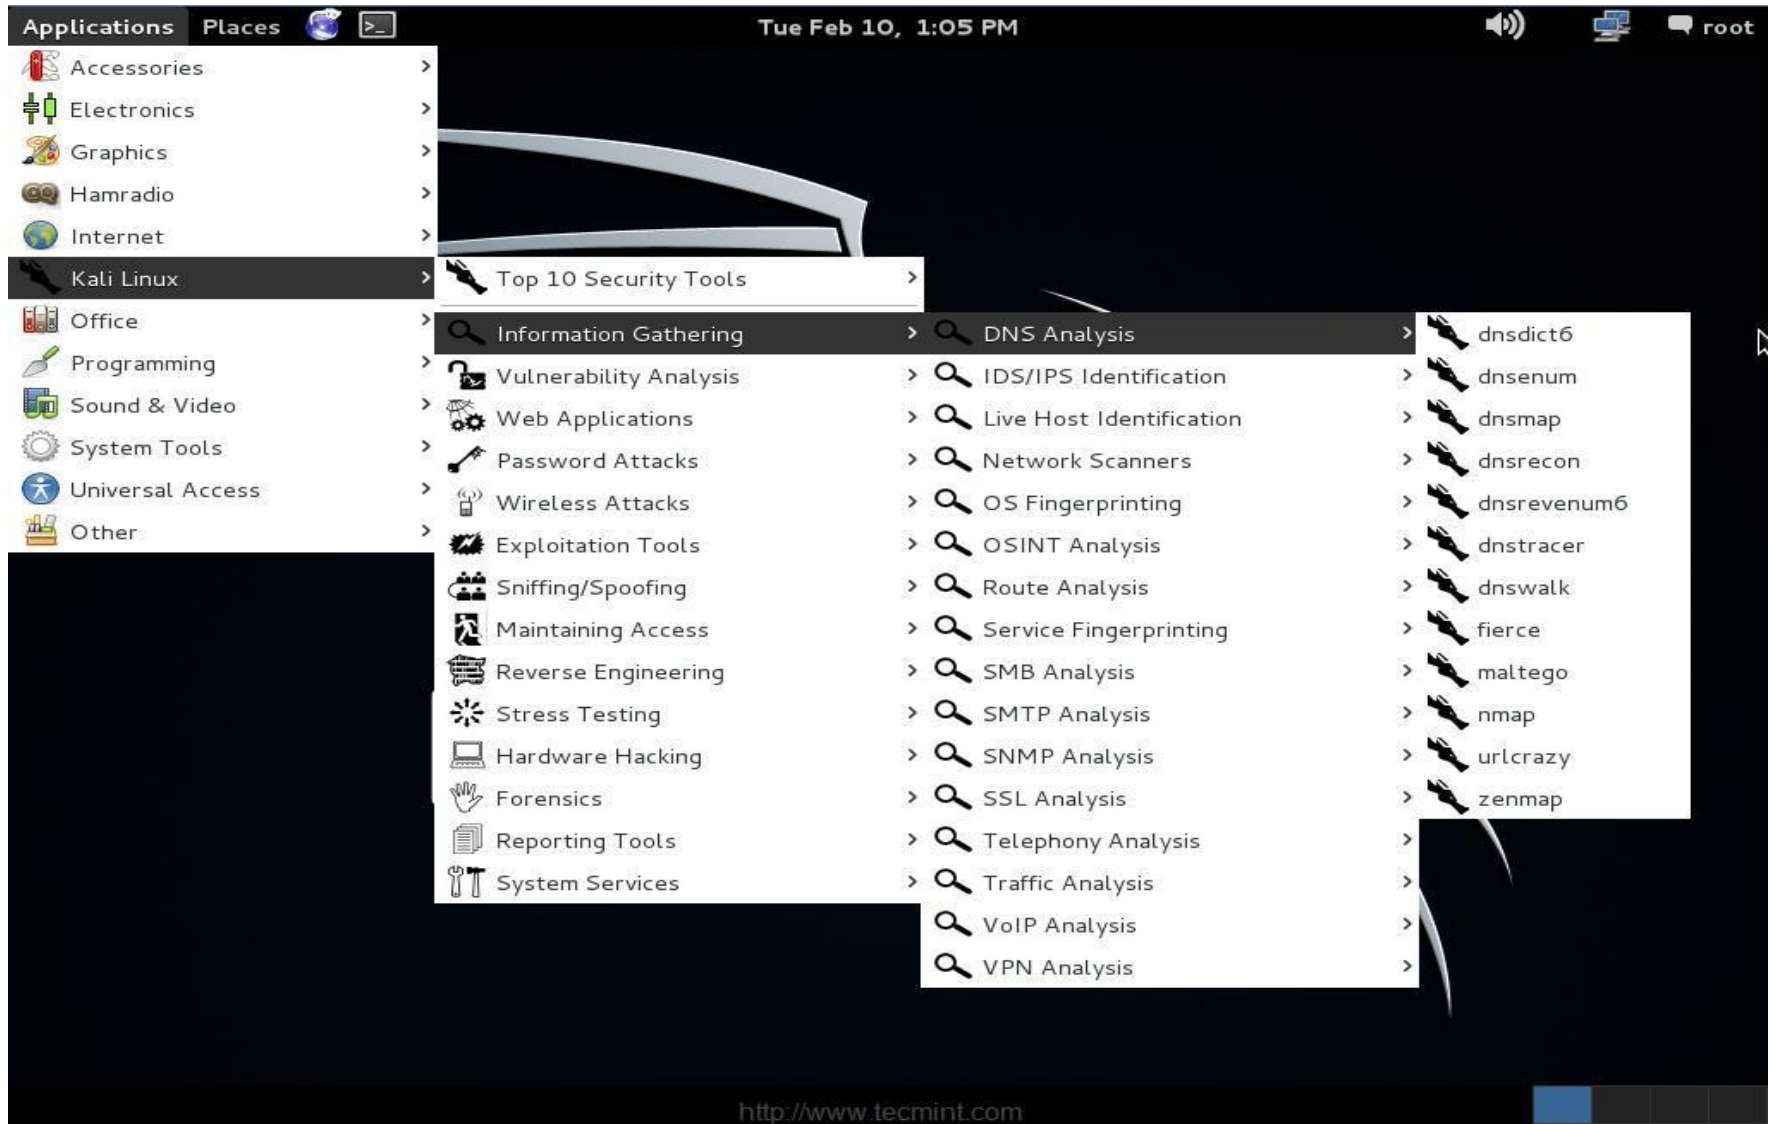 Applications Places Tue Feb 10, 1:05 PM root
Accessories
Electronics
Graphics
Hamradio
Internet
Kali Linux
Office
Programming
Sound & Video
System Tools
Universal Access
Other
Top 10 Security Tools
Information Gathering
Vulnerability Analysis
Web Applications
Password Attacks
Wireless Attacks
Exploitation Tools
Sniffing/Spoofing
Maintaining Access
Reverse Engineering
Stress Testing
Hardware Hacking
Forensics
Reporting Tools
System Services
DNS Analysis
IDS/IPS Identification
Live Host Identification
Network Scanners
OS Fingerprinting
OSINT Analysis
Route Analysis
Service Fingerprinting
SMB Analysis
SMTP Analysis
SNMP Analysis
SSL Analysis
Telephony Analysis
Traffic Analysis
VoIP Analysis
VPN Analysis
dnsdict6
dnsenum
dnsmap
dnsrecon
dnsrevenum6
dnstracer
dnswalk
fierce
maltego
nmap
urlcrazy
zenmap
http://www.tecmint.com